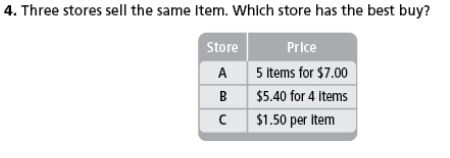 4. Three stores sell the same item. Which store has the best buy?
Store Price
A 5 items for $7.00
B $5.40 for 4 items
C $1.50 per item